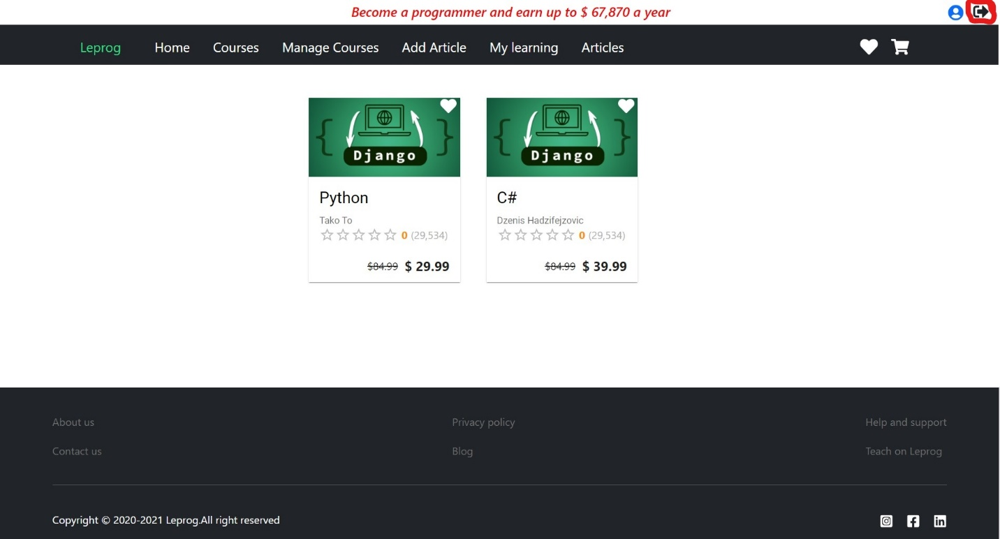 Become a programmer and earn up to $ 67,870 a year
Leprog Home Courses Manage Courses Add Article My learning Articles
Django Django
Python C#
Tako To Dzenis Hadzifejzovic
0 (29,534) 0 (29,534)
$84.99 $ 29.99 $84.99 $ 39.99
About us Privacy policy Help and support
Contact us Blog Teach on Leprog
Copyright © 2020-2021 Leprog.All right reserved